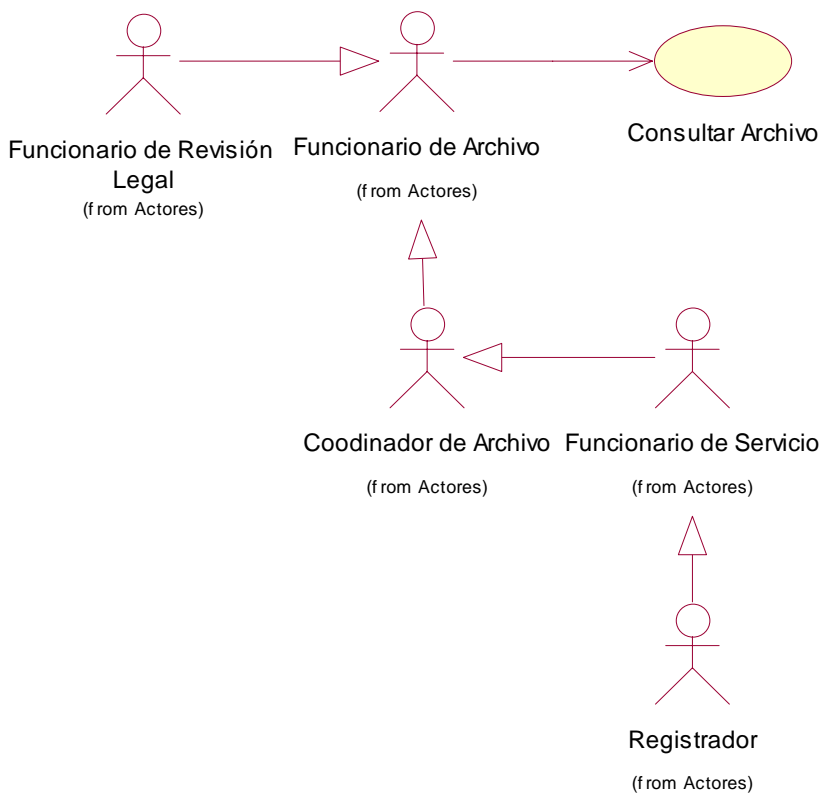 Funcionario de Revisión
Legal
(from Actores)
Funcionario de Archivo
(from Actores)
Consultar Archivo
Coodinador de Archivo
(from Actores)
Funcionario de Servicio
(from Actores)
Registrador
(from Actores)